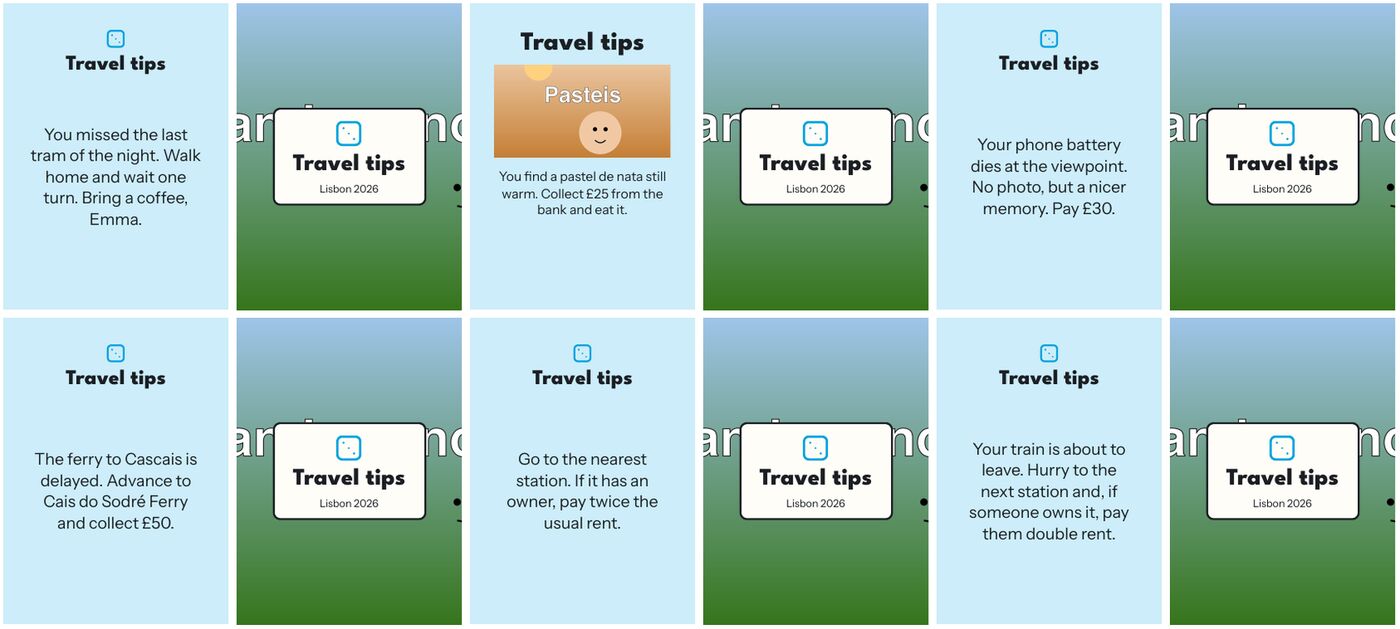 Travel tips
You missed the last
tram of the night. Walk
home and wait one
turn. Bring a coffee,
Emma.
Travel tips
Lisbon 2026
Travel tips
Pasteis
You find a pastel de nata still
warm. Collect £25 from the
bank and eat it.
Travel tips
Lisbon 2026
Travel tips
Your phone battery
dies at the viewpoint.
No photo, but a nicer
memory. Pay £30.
Travel tips
Lisbon 2026
Travel tips
The ferry to Cascais is
delayed. Advance to
Cais do Sodré Ferry
and collect £50.
Travel tips
Lisbon 2026
Travel tips
Go to the nearest
station. If it has an
owner, pay twice the
usual rent.
Travel tips
Lisbon 2026
Travel tips
Your train is about to
leave. Hurry to the
next station and, if
someone owns it, pay
them double rent.
Travel tips
Lisbon 2026